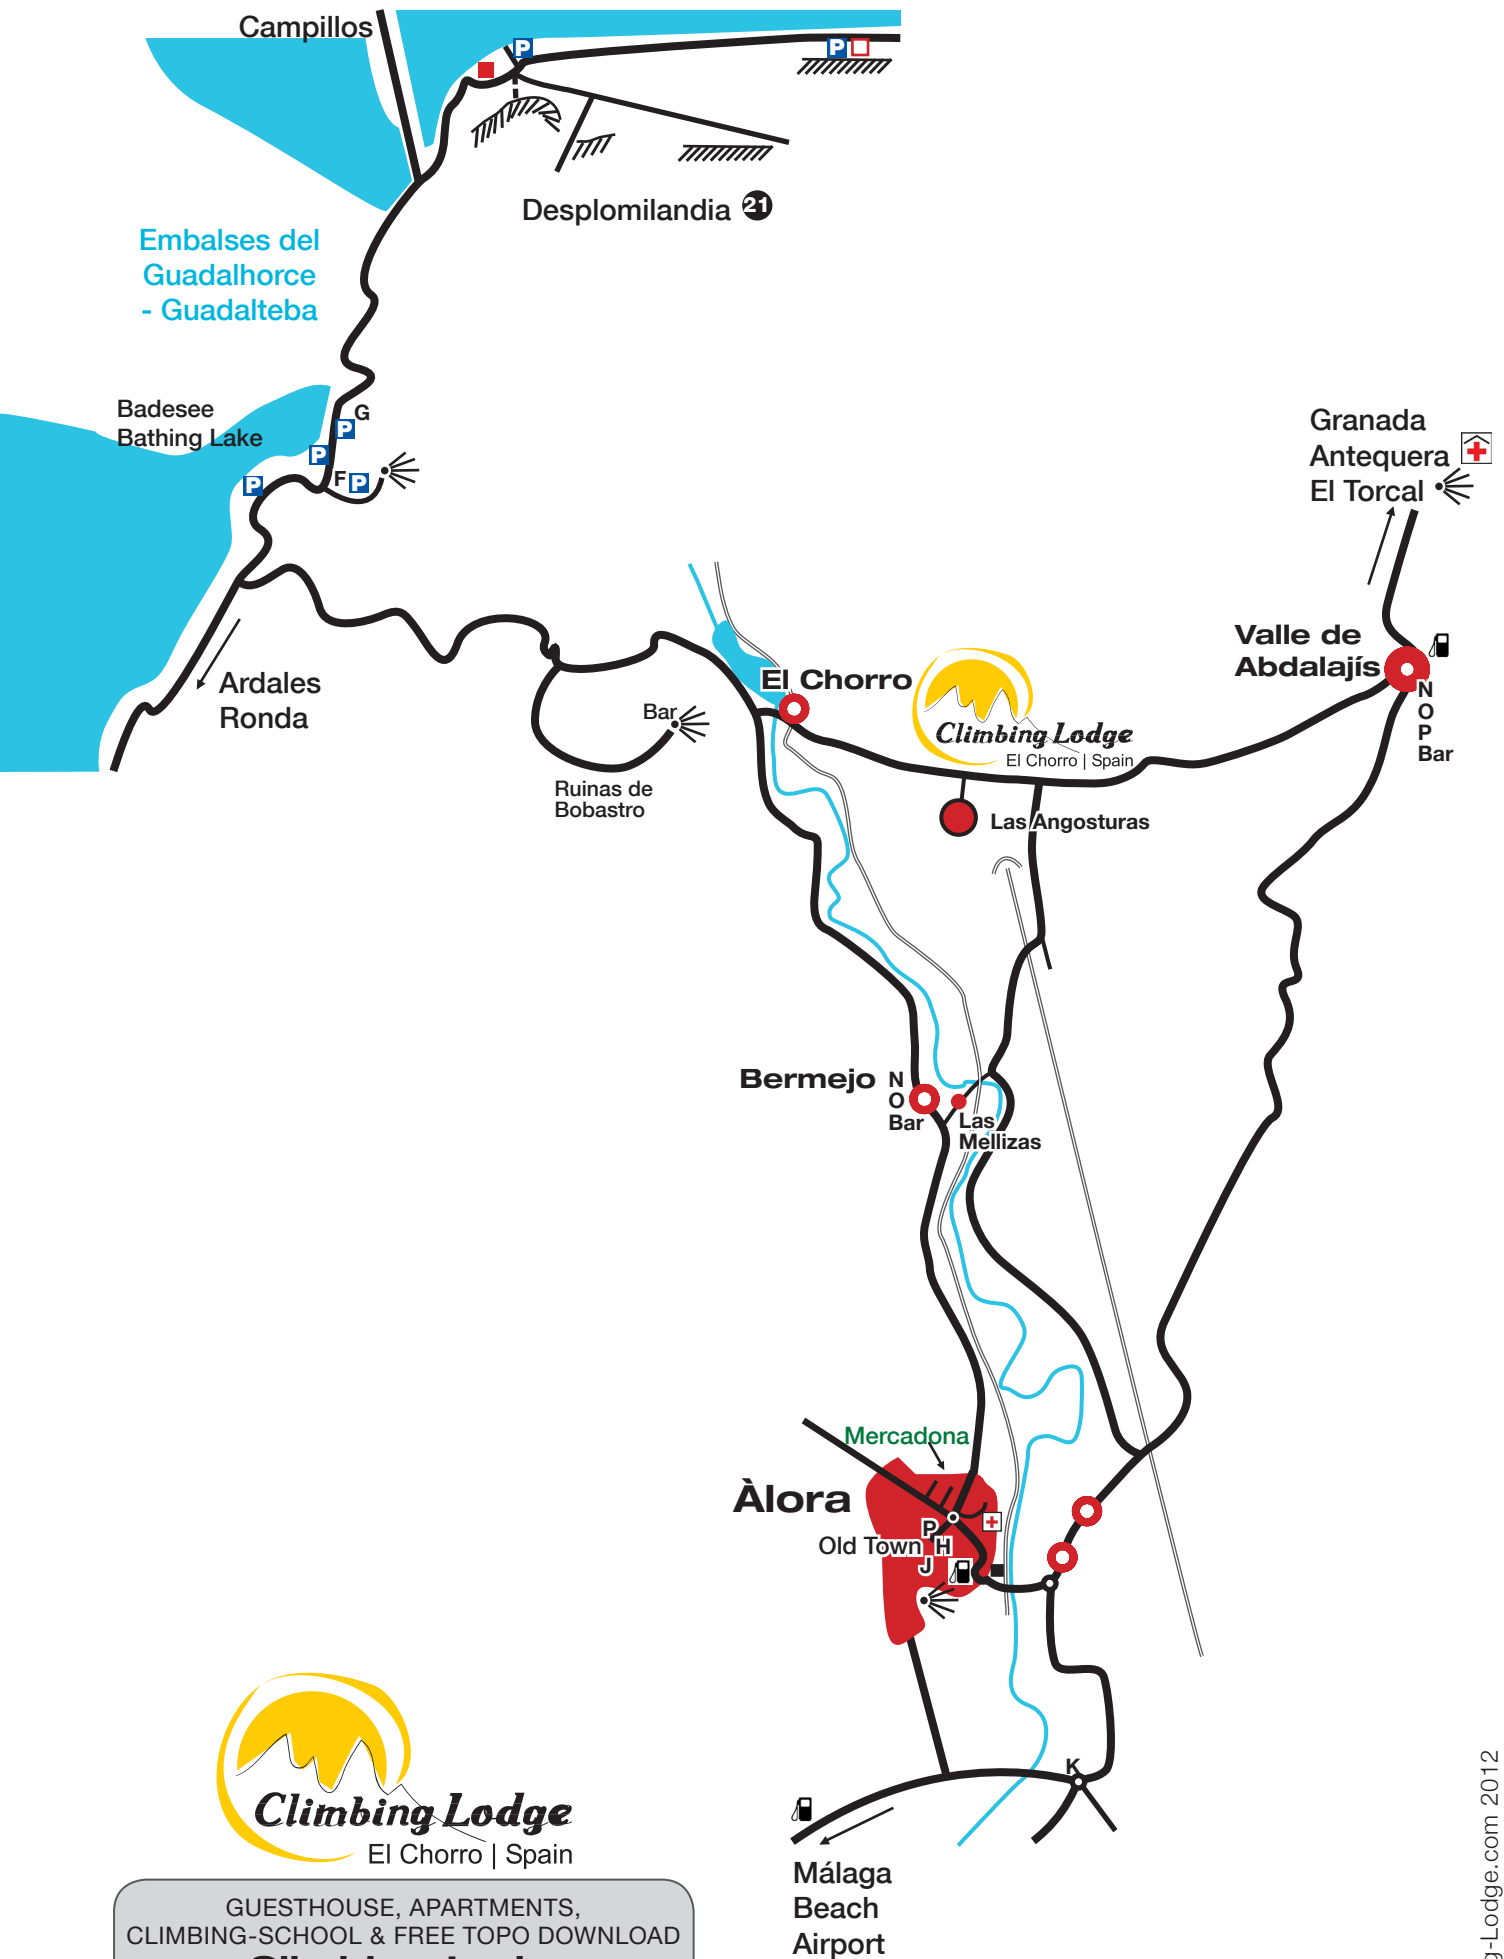 Campillos
P
P
Desplomilandia 21
Embalses del
Guadalhorce
- Guadalteba
Badesee
Bathing Lake
G
P
P
F P
P
Granada
Antequera
El Torcal
Ardales
Ronda
Valle de
Abdalajís
N
O
P
Bar
El Chorro
Climbing Lodge
El Chorro | Spain
Bar
Ruinas de
Bobastro
Las Angosturas
Bermejo
N
O
Bar
Las
Mellizas
Mercadona
Àlora
Old Town
P
H
J
K
Málaga
Beach
Airport
Climbing Lodge
El Chorro | Spain
GUESTHOUSE, APARTMENTS,
CLIMBING-SCHOOL & FREE TOPO DOWNLOAD
g-Lodge.com 2012